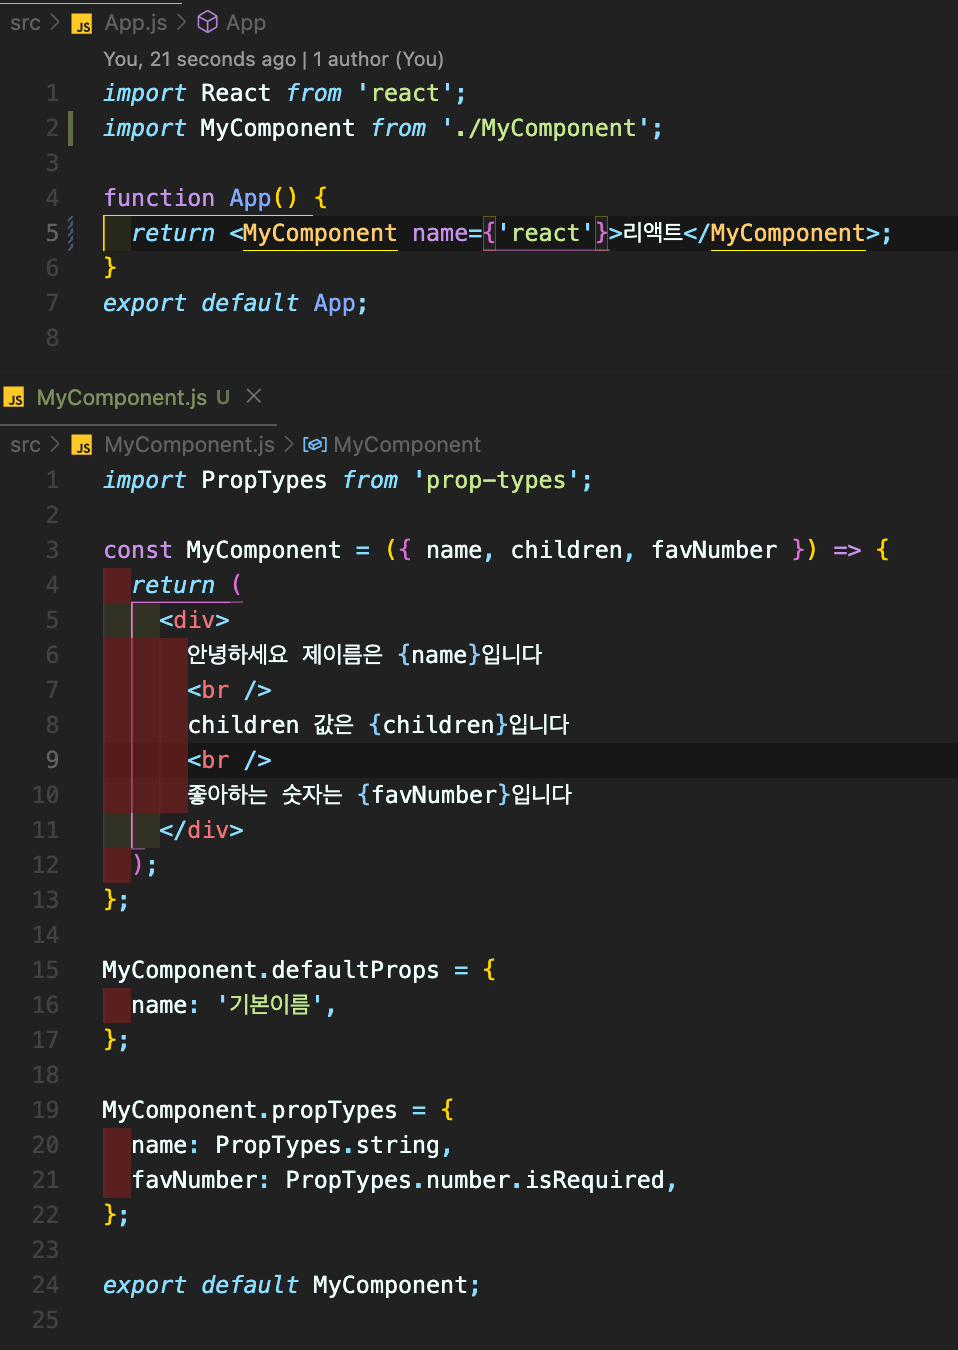 src > JS App.js > App
You, 21 seconds ago | 1 author (You)
1 import React from 'react';
2 import MyComponent from './MyComponent';
3
4 function App() {
5 return <MyComponent name={'react'}>리액트</MyComponent>;
6 }
7 export default App;
8
JS MyComponent.js U ×
src > JS MyComponent.js > MyComponent
1 import PropTypes from 'prop-types';
2
3 const MyComponent = ({ name, children, favNumber }) => {
4 return (
5 <div>
6 안녕하세요 제이름은 {name}입니다
7 <br />
8 children 값은 {children}입니다
9 <br />
10 좋아하는 숫자는 {favNumber}입니다
11 </div>
12 );
13 };
14
15 MyComponent.defaultProps = {
16 name: '기본이름',
17 };
18
19 MyComponent.propTypes = {
20 name: PropTypes.string,
21 favNumber: PropTypes.number.isRequired,
22 };
23
24 export default MyComponent;
25